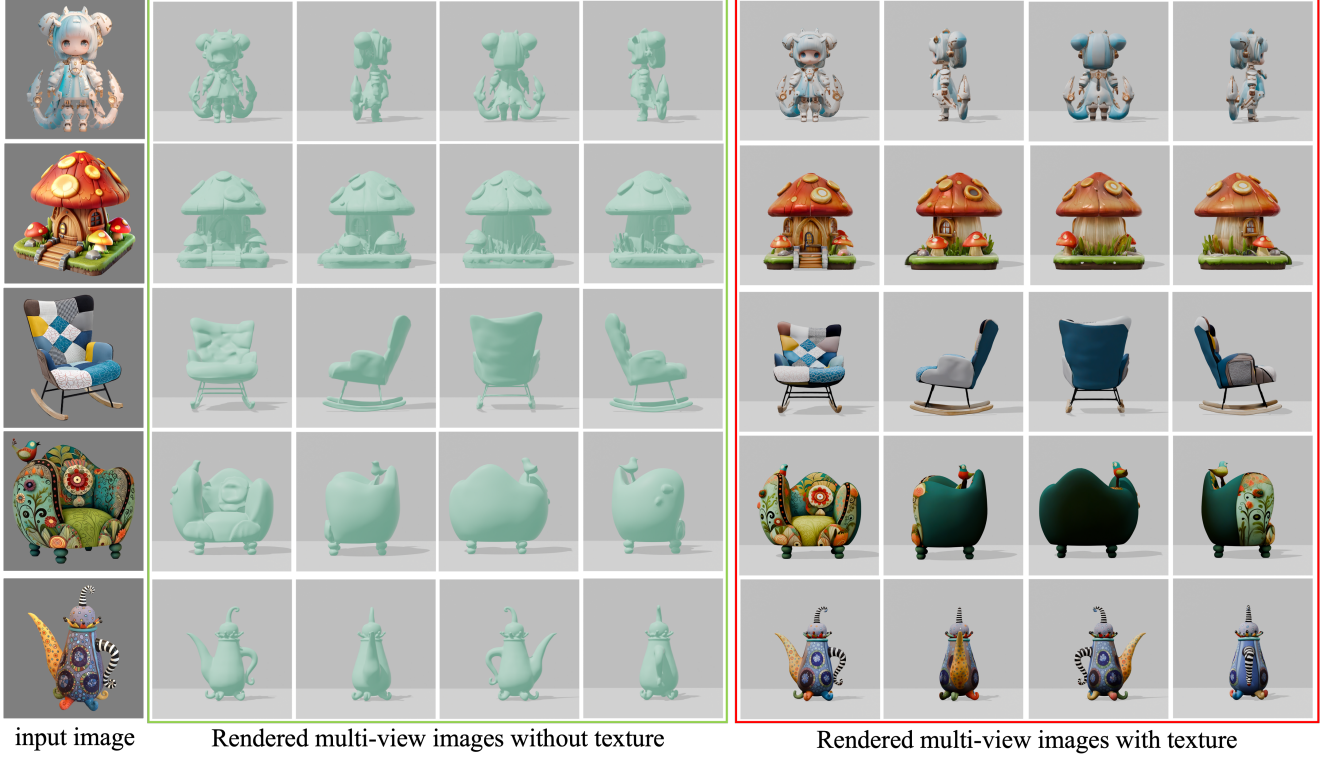 input image
Rendered multi-view images without texture
Rendered multi-view images with texture